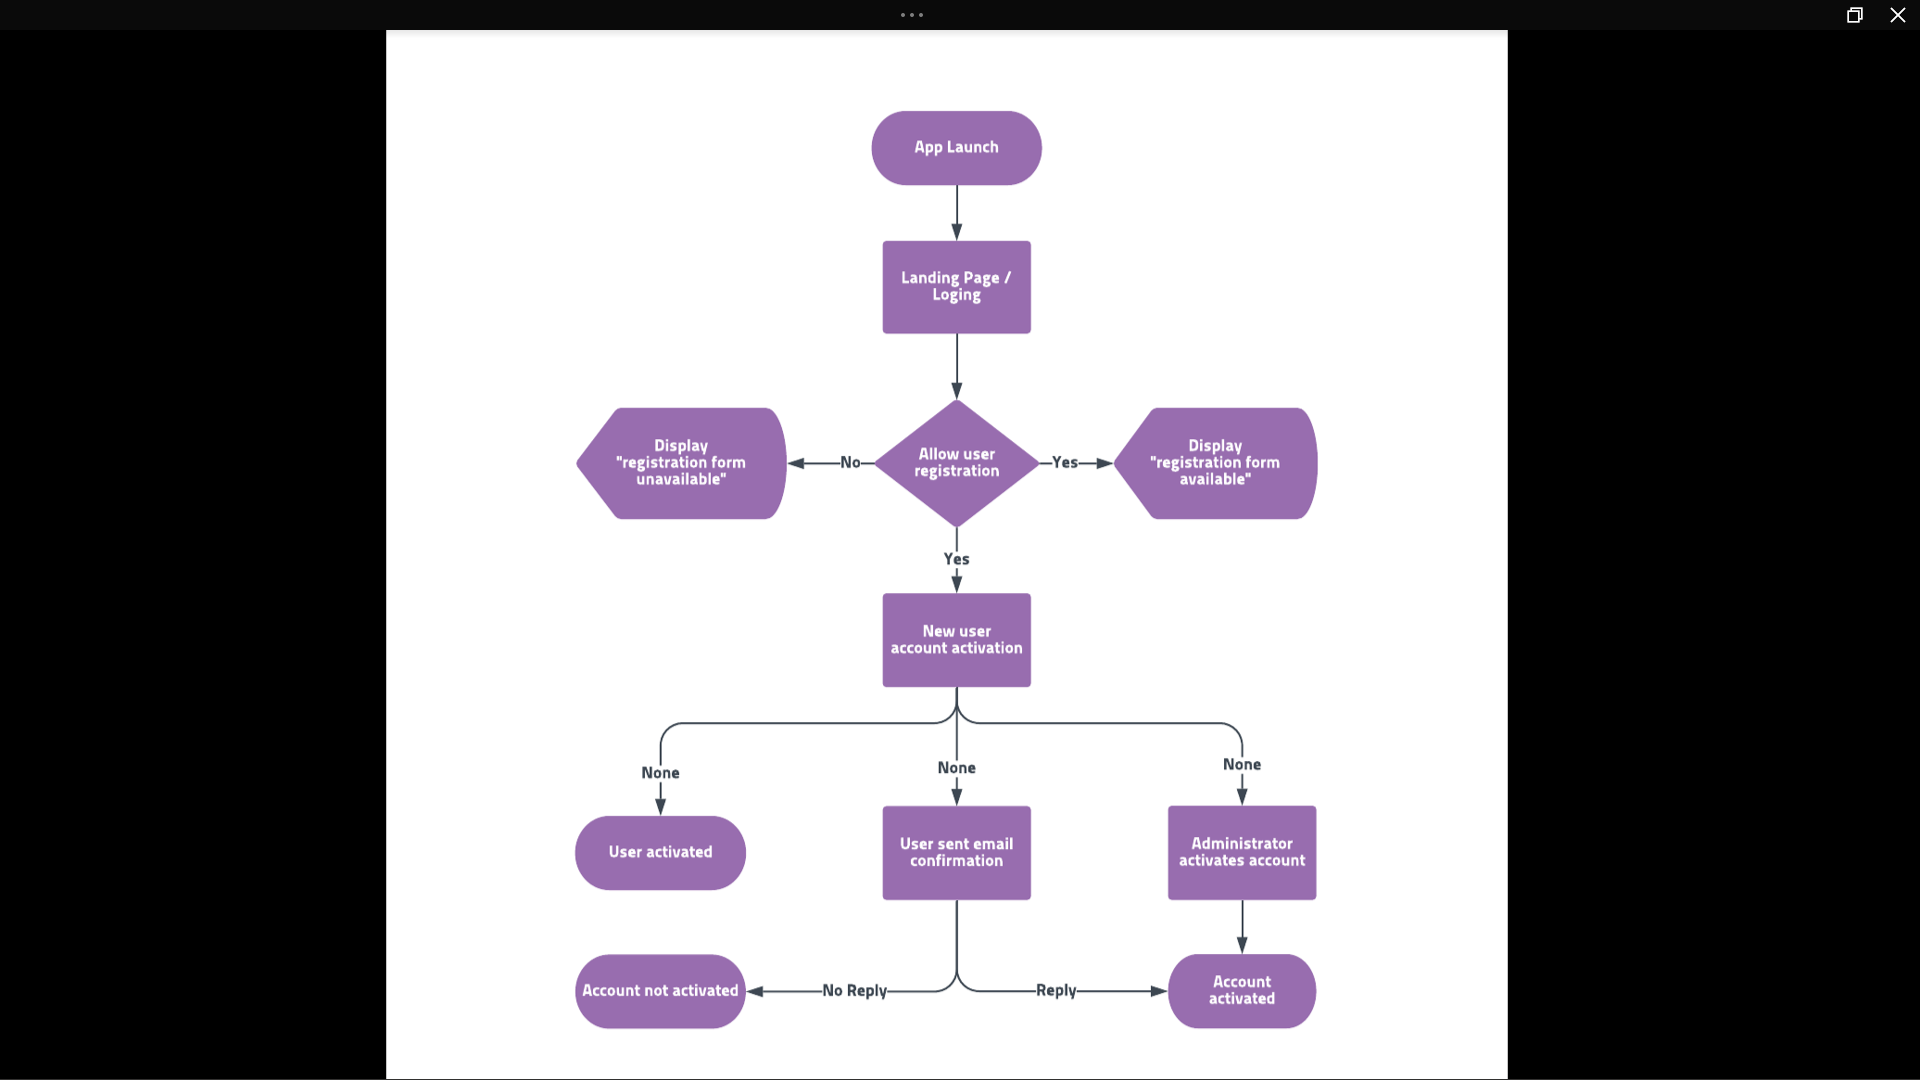 App Launch
Landing Page /
Loging
Display
"registration form
unavailable"
No
Allow user
registration
Yes
Display
"registration form
available"
Yes
New user
account activation
None
None
None
User activated
User sent email
confirmation
Administrator
activates account
Account not activated
No Reply
Reply
Account
activated